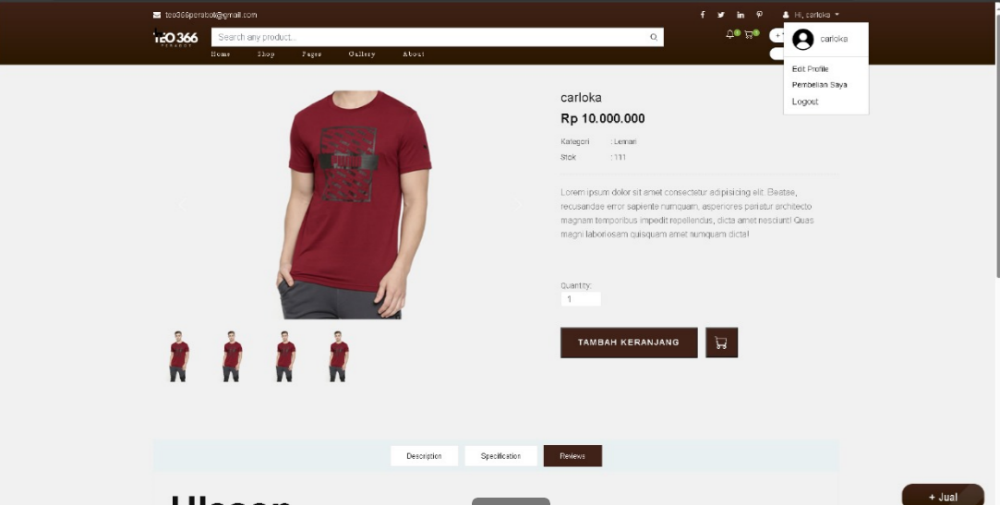 teo366perabot@gmail.com
Hi, carloka
TEO 366
PERABOT
Search any product...
Home Shop Pages Gallery About
carloka
Edit Profile
Pembelian Saya
Logout
carloka
Rp 10.000.000
Kategori : Lemari
Stok : 111
Lorem ipsum dolor sit amet consectetur adipisicing elit. Beatae,
recusandae error sapiente numquam, asperiores pariatur architecto
magnam temporibus impedit repellendus, dicta amet nesciunt! Quas
magni laboriosam quisquam amet numquam dicta!
Quantity:
1
TAMBAH KERANJANG
Description Specification Reviews
+ Jual